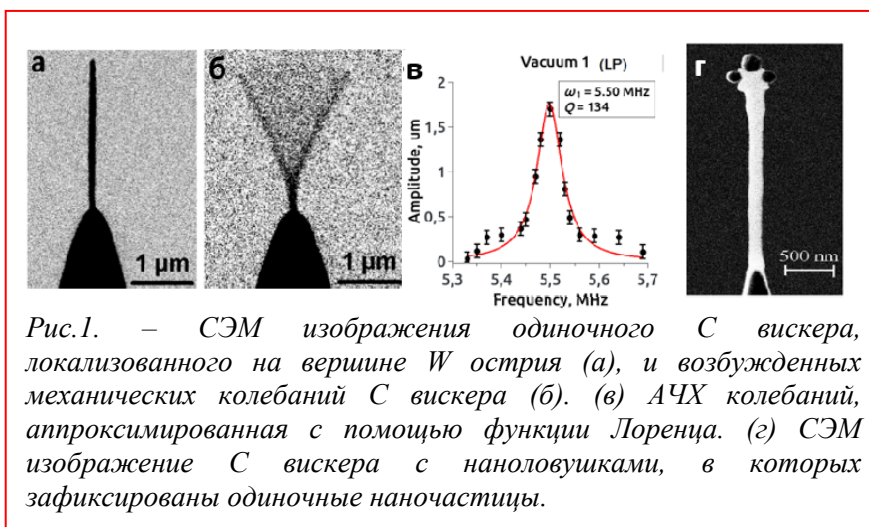 а
б
в
г
Vacuum 1 (LP)
ω₁ = 5.50 MHz
Q = 134
Amplitude, um
2
1,5
1
0,5
0
5,3
5,4
5,5
5,6
5,7
Frequency, MHz
1 µm
1 µm
500 nm
Рис.1. – СЭМ изображения одиночного С вискера,
локализованного на вершине W острия (а), и возбужденных
механических колебаний С вискера (б). (в) АЧХ колебаний,
аппроксимированная с помощью функции Лоренца. (г) СЭМ
изображение С вискера с наноловушками, в которых
зафиксированы одиночные наночастицы.